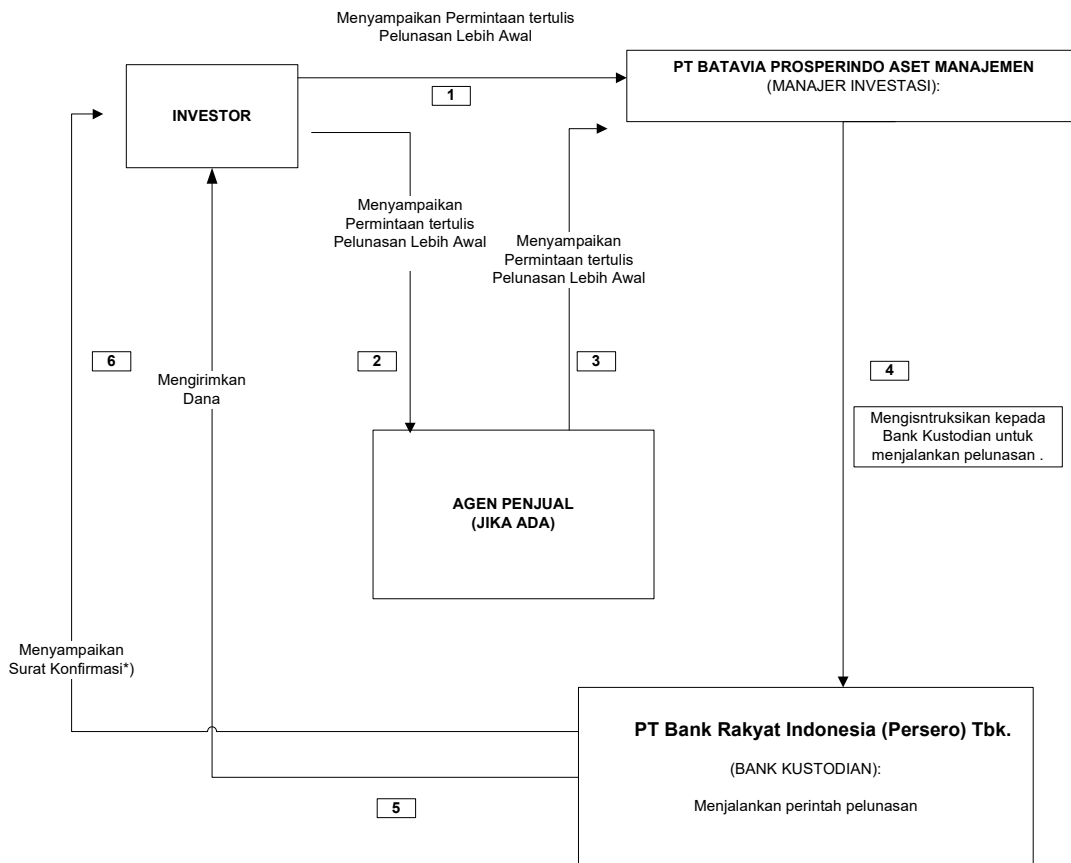 Menyampaikan Permintaan tertulis
Pelunasan Lebih Awal
PT BATAVIA PROSPERINDO ASET MANAJEMEN
(MANAJER INVESTASI):
1
INVESTOR
Menyampaikan
Permintaan tertulis
Pelunasan Lebih Awal
Menyampaikan
Permintaan tertulis
Pelunasan Lebih Awal
6
2
3
4
Mengirimkan
Dana
Mengisntruksikan kepada
Bank Kustodian untuk
menjalankan pelunasan .
AGEN PENJUAL
(JIKA ADA)
Menyampaikan
Surat Konfirmasi*)
PT Bank Rakyat Indonesia (Persero) Tbk.
(BANK KUSTODIAN):
Menjalankan perintah pelunasan
5